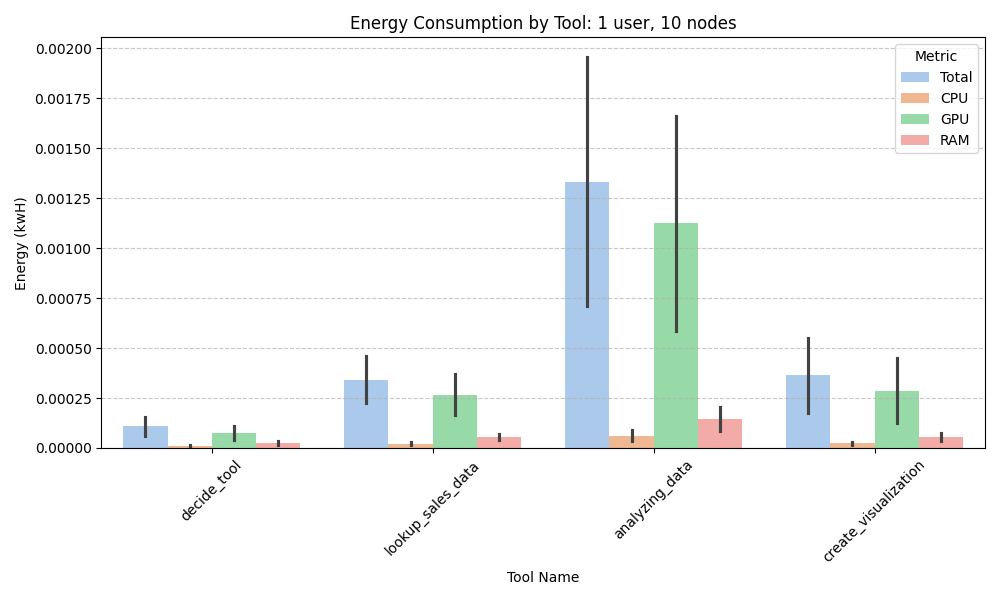 Energy Consumption by Tool: 1 user, 10 nodes
Energy (kwH)
0.00200
0.00175
0.00150
0.00125
0.00100
0.00075
0.00050
0.00025
0.00000
Metric
Total
CPU
GPU
RAM
decide_tool
lookup_sales_data
analyzing_data
create_visualization
Tool Name